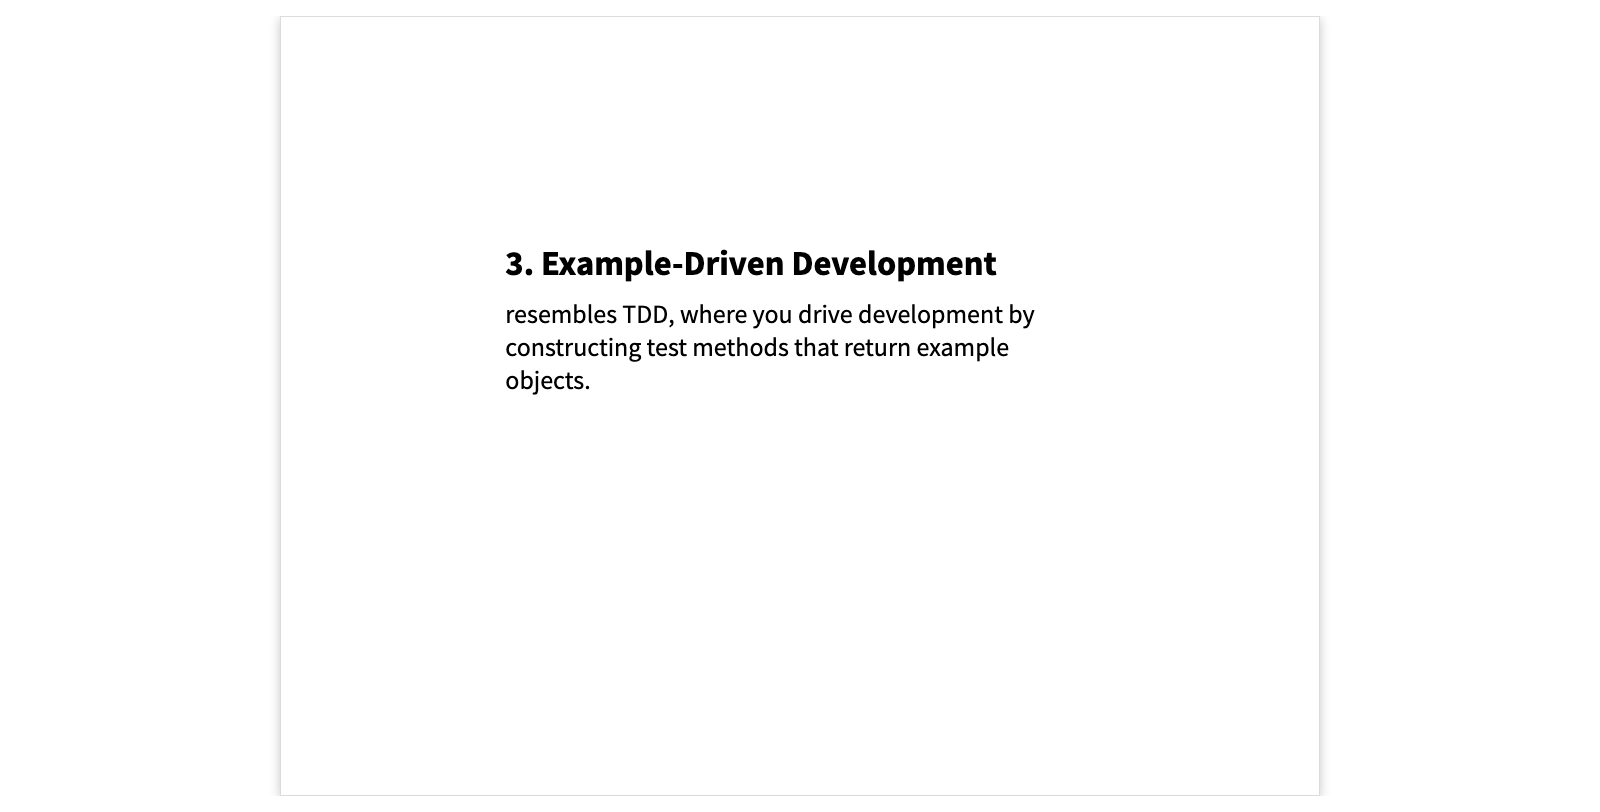 3. Example-Driven Development
resembles TDD, where you drive development by
constructing test methods that return example
objects.